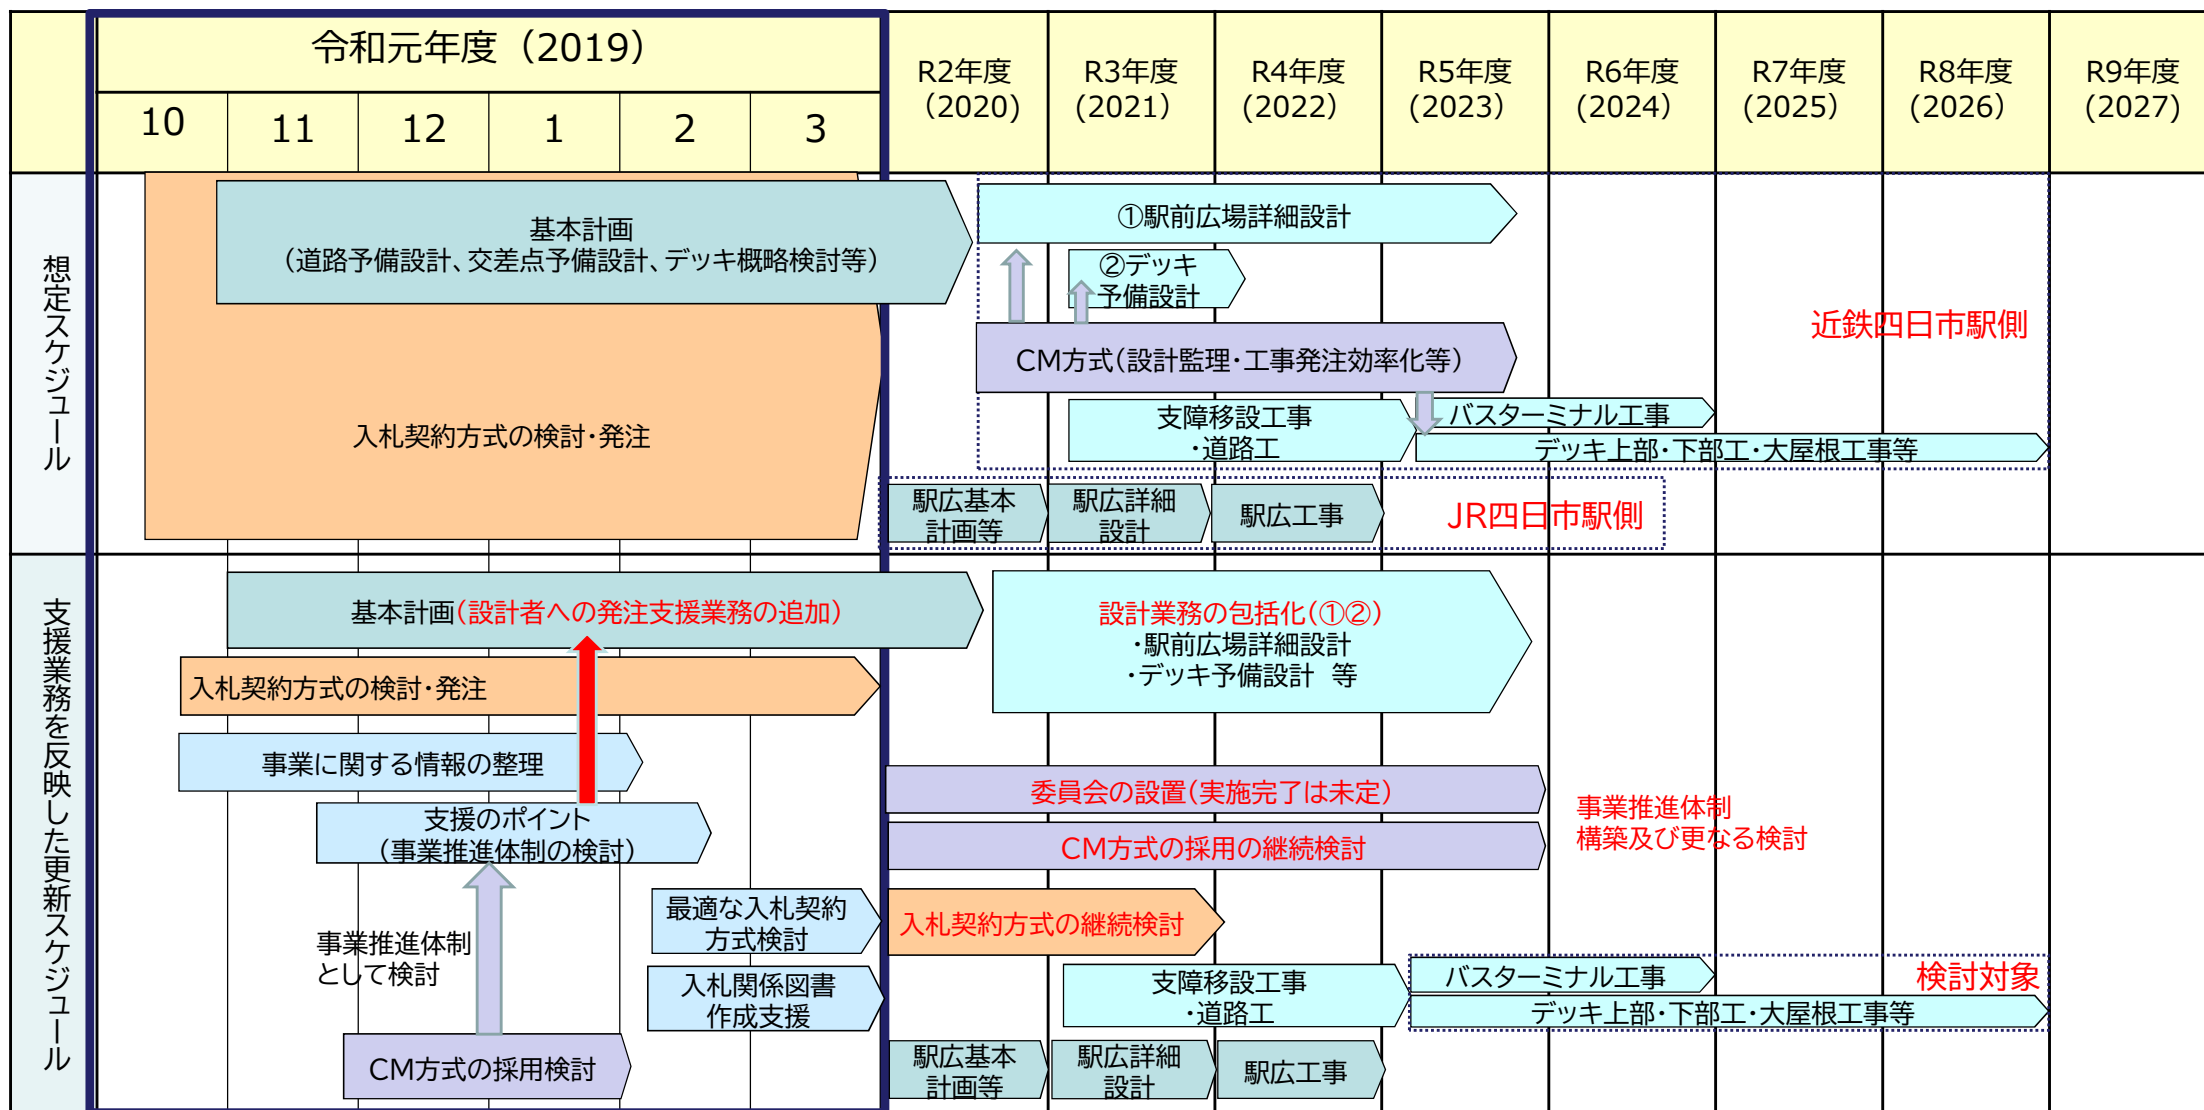 令和元年度（2019）
10
11
12
1
2
3
R2年度
（2020)
R3年度
(2021）
R4年度
(2022）
R5年度
(2023）
R6年度
(2024）
R7年度
(2025）
R8年度
(2026）
R9年度
(2027)
想定スケジュール
基本計画
（道路予備設計、交差点予備設計、デッキ概略検討等）
入札契約方式の検討・発注
①駅前広場詳細設計
②デッキ
予備設計
近鉄四日市駅側
CM方式（設計監理・工事発注効率化等）
支障移設工事
・道路工
バスターミナル工事
デッキ上部・下部工・大屋根工事等
駅広基本
計画等
駅広詳細
設計
駅広工事
JR四日市駅側
支援業務を反映した更新スケジュール
基本計画（設計者への発注支援業務の追加）
入札契約方式の検討・発注
事業に関する情報の整理
支援のポイント
（事業推進体制の検討）
事業推進体制
として検討
CM方式の採用検討
最適な入札契約
方式検討
入札関係図書
作成支援
設計業務の包括化（①②）
・駅前広場詳細設計
・デッキ予備設計　等
委員会の設置（実施完了は未定）
CM方式の採用の継続検討
事業推進体制
構築及び更なる検討
入札契約方式の継続検討
支障移設工事
・道路工
バスターミナル工事
検討対象
デッキ上部・下部工・大屋根工事等
駅広基本
計画等
駅広詳細
設計
駅広工事